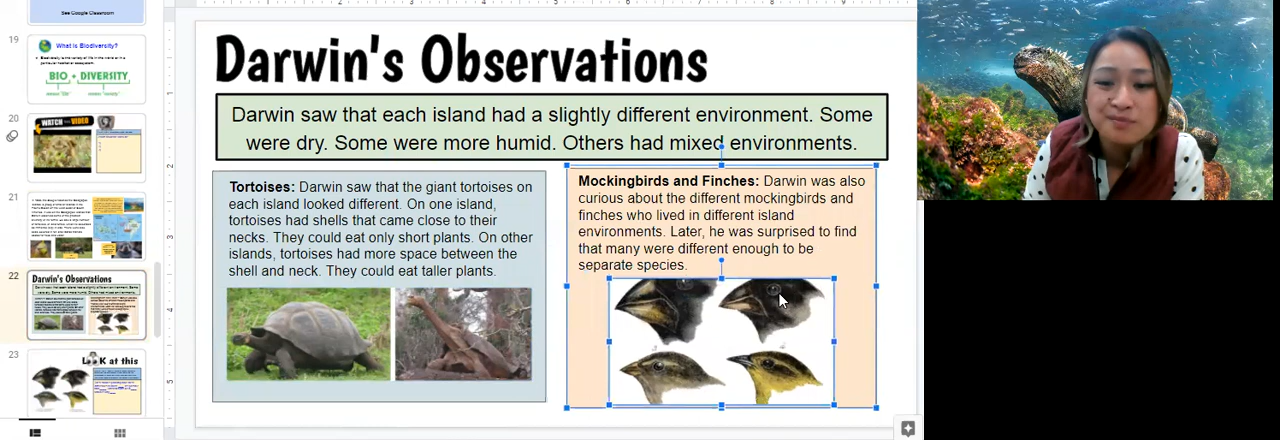 See Google Classroom
19
What is Biodiversity?
BIO + DIVERSITY
20
WATCH THE VIDEO
21
22
Darwin's Observations
23
LOOK at this
Darwin's Observations
Darwin saw that each island had a slightly different environment. Some
were dry. Some were more humid. Others had mixed environments.
Tortoises: Darwin saw that the giant tortoises on
each island looked different. On one island,
tortoises had shells that came close to their
necks. They could eat only short plants. On other
islands, tortoises had more space between the
shell and neck. They could eat taller plants.
Mockingbirds and Finches: Darwin was also
curious about the different mockingbirds and
finches who lived in different island
environments. Later, he was surprised to find
that many were different enough to be
separate species.